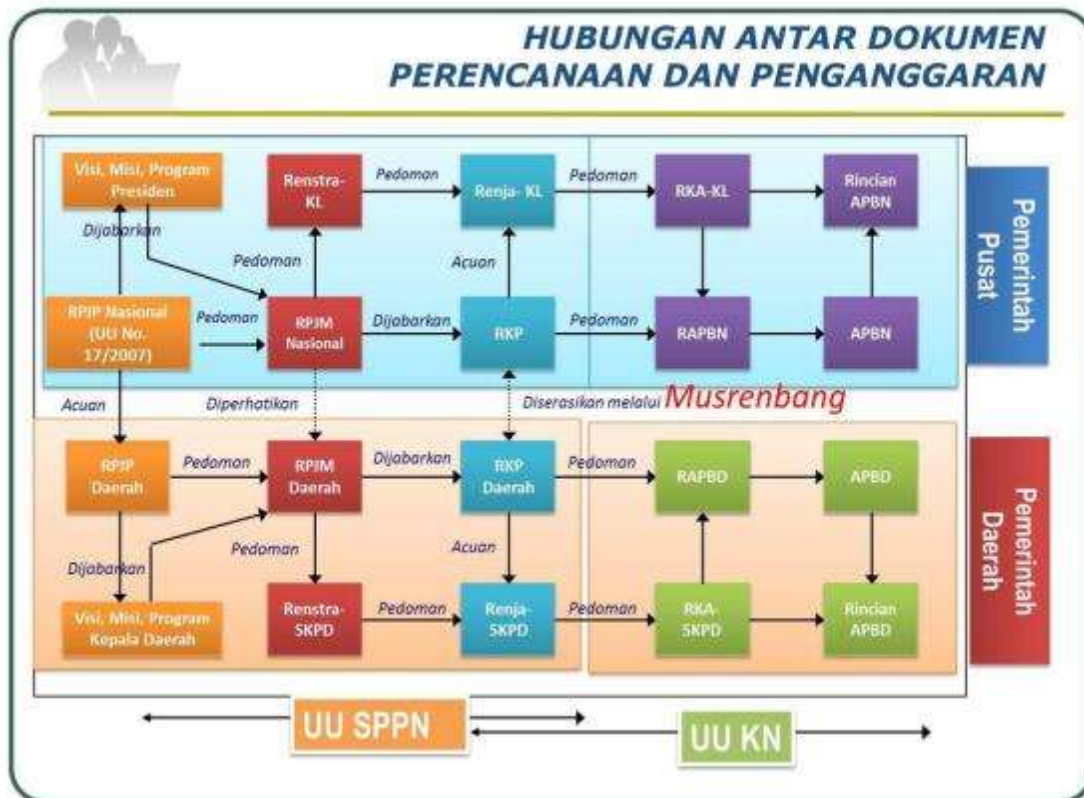 HUBUNGAN ANTAR DOKUMEN
PERENCANAAN DAN PENGANGGARAN
Visi, Misi, Program
Presiden
Renstra-
KL
Pedoman
Renja- KL
Pedoman
RKA-KL
Rincian
APBN
Dijabarkan
Pedoman
Acuan
RPJP Nasional
(UU No.
17/2007)
Pedoman
RPJM
Nasional
Dijabarkan
RKP
Pedoman
RAPBN
APBN
Pemerintah
Pusat
Acuan
Diperhatikan
Diserasikan melalui Musrenbang
RPJP
Daerah
Pedoman
RPJM
Daerah
Dijabarkan
RKP
Daerah
Pedoman
RAPBD
APBD
Dijabarkan
Pedoman
Acuan
Visi, Misi, Program
Kepala Daerah
Renstra-
SKPD
Pedoman
Renja-
SKPD
Pedoman
RKA-
SKPD
Rincian
APBD
Pemerintah
Daerah
UU SPPN
UU KN